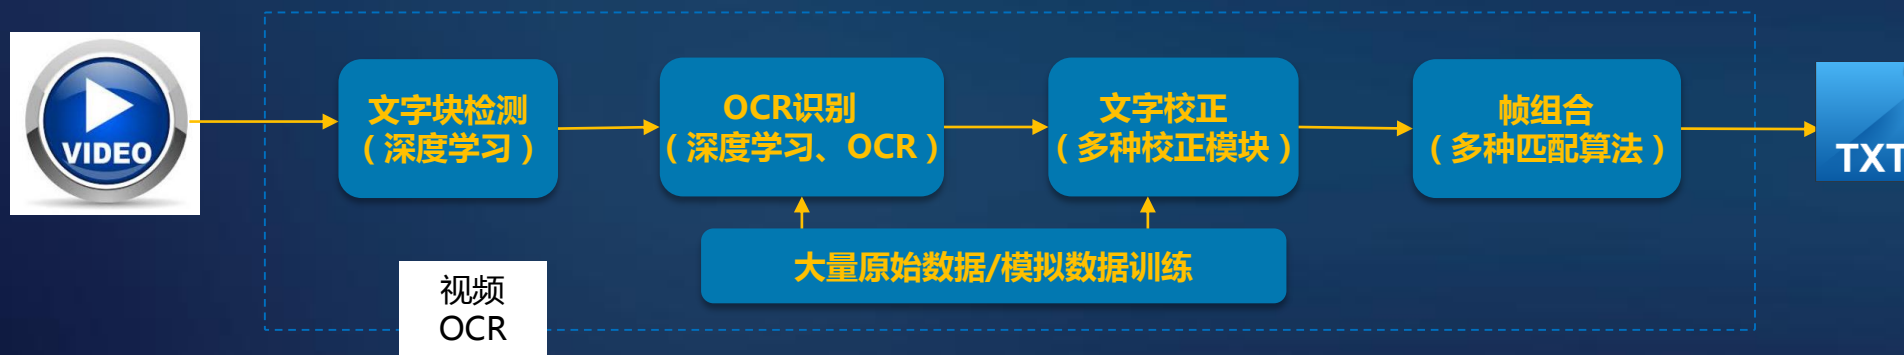 VIDEO
文字块检测
（深度学习）
OCR识别
（深度学习、OCR）
文字校正
（多种校正模块）
帧组合
（多种匹配算法）
TXT
大量原始数据/模拟数据训练
视频
OCR